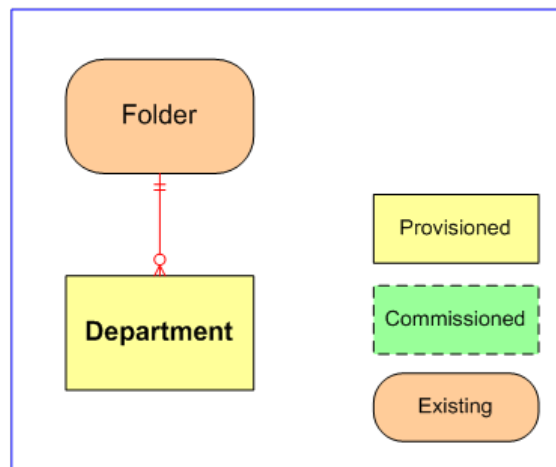 Folder
Department
Provisioned
Commissioned
Existing